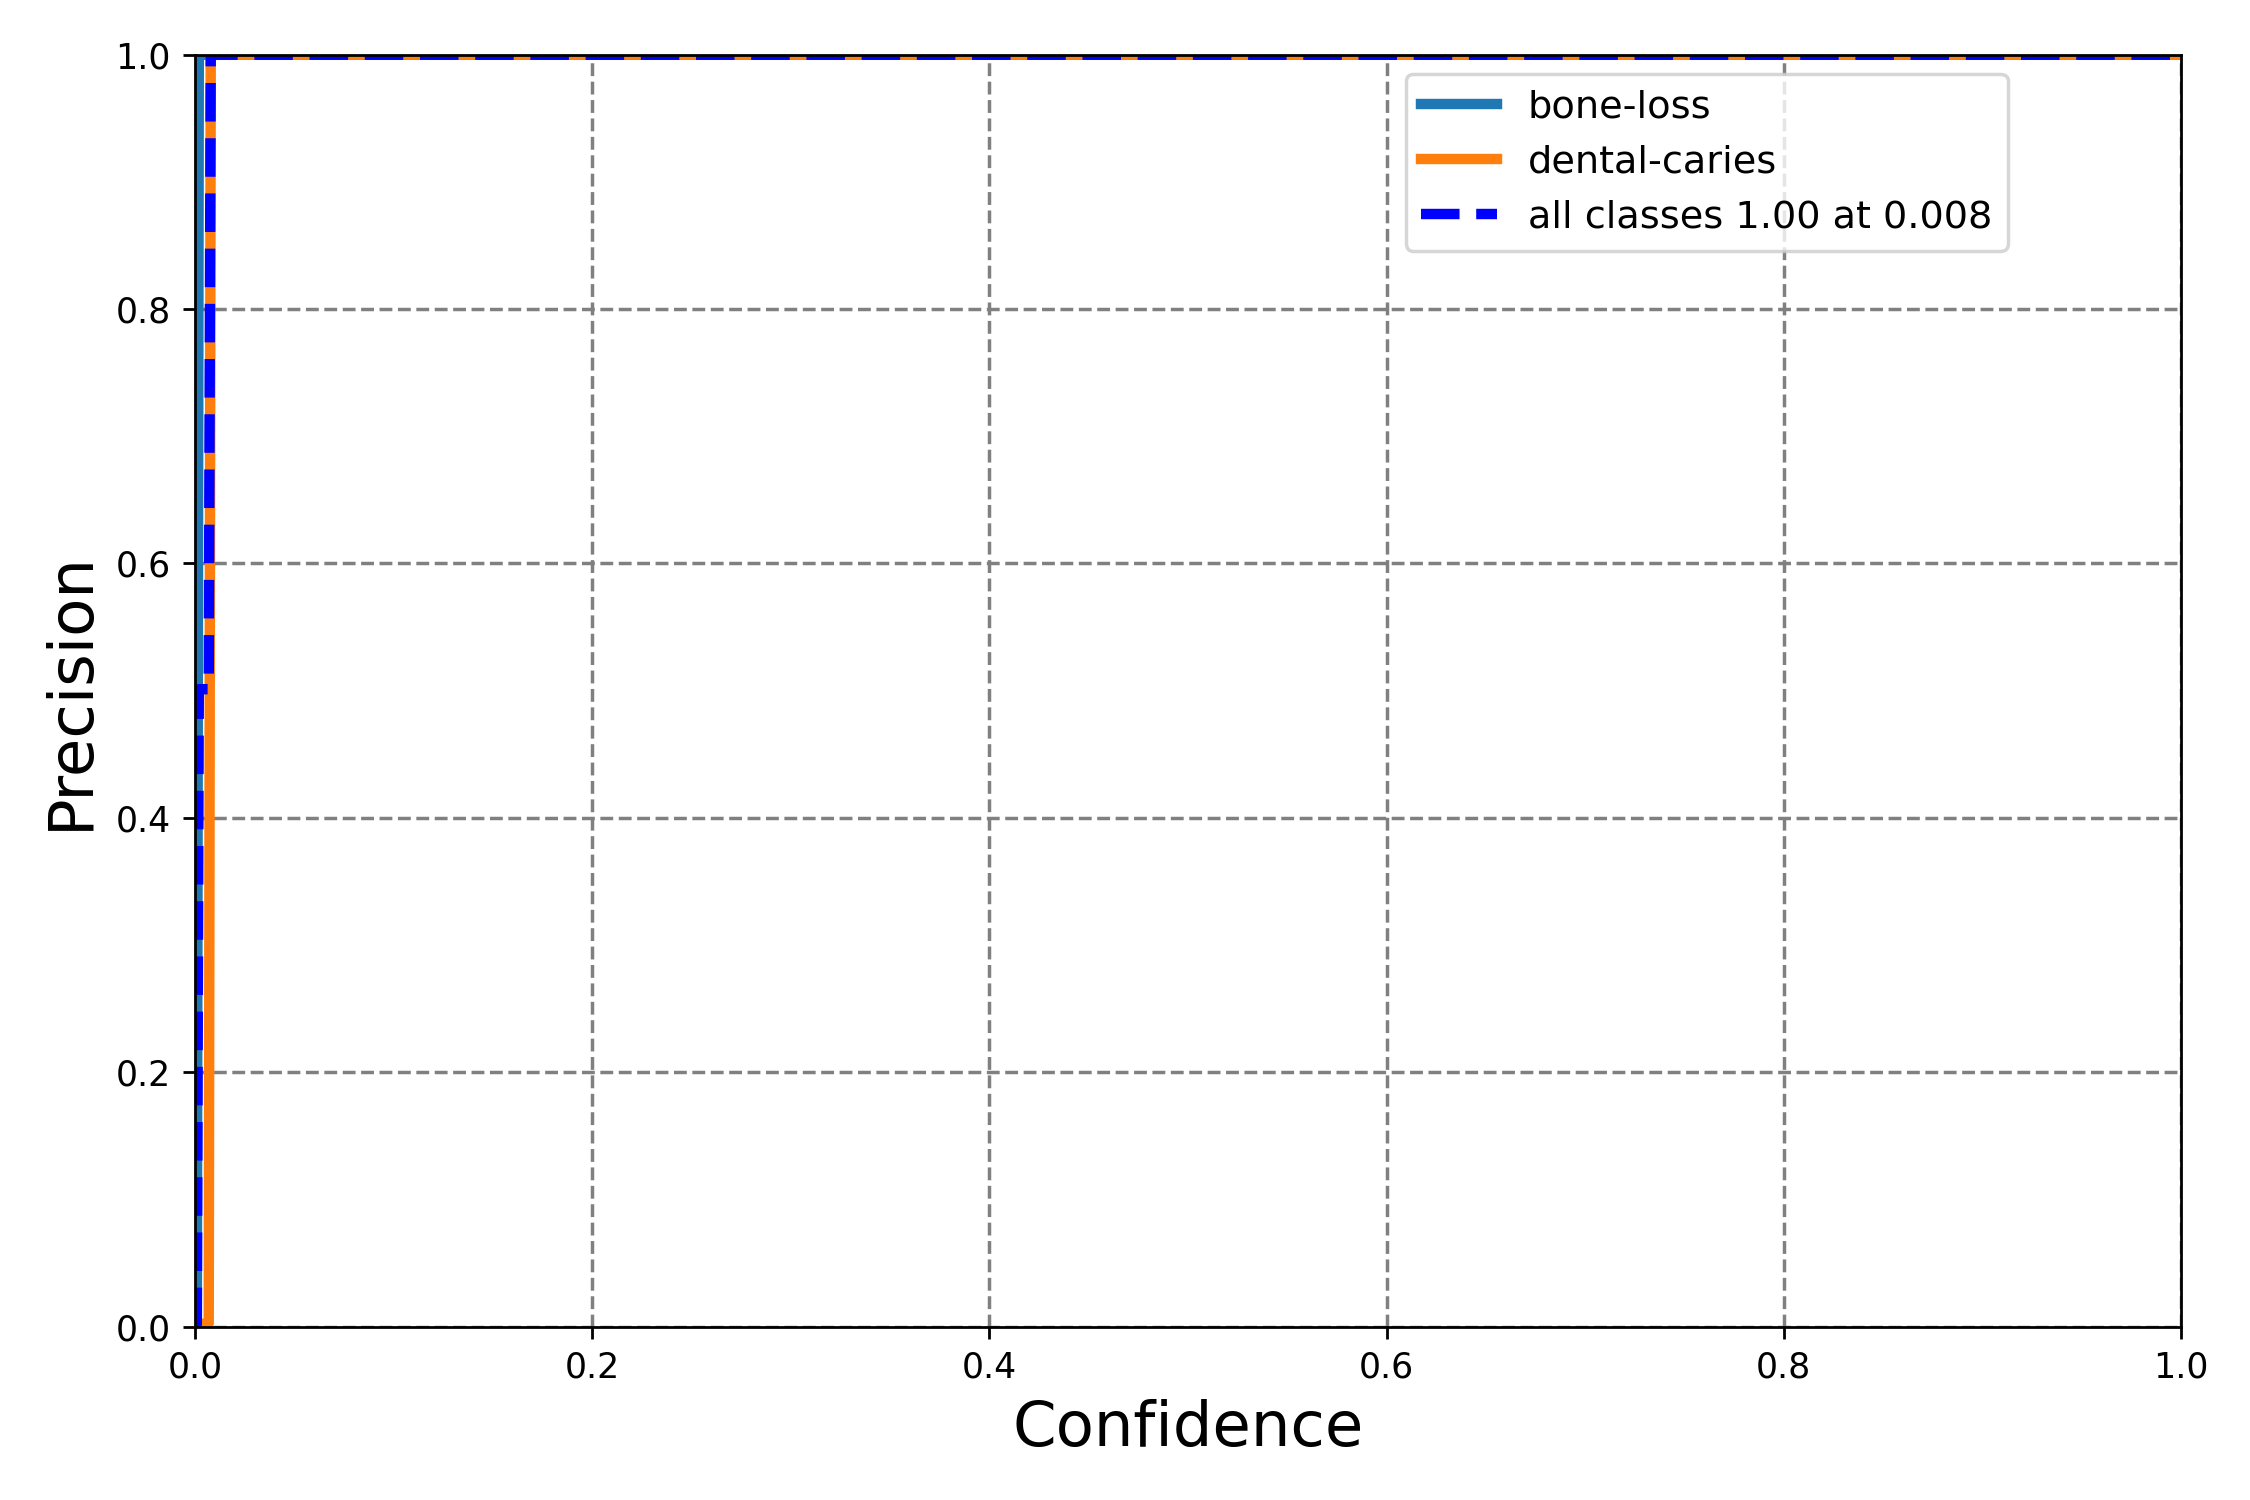 1.0
0.8
0.6
0.4
0.2
0.0
Precision
bone-loss
dental-caries
all classes 1.00 at 0.008
0.0 0.2 0.4 0.6 0.8 1.0
Confidence